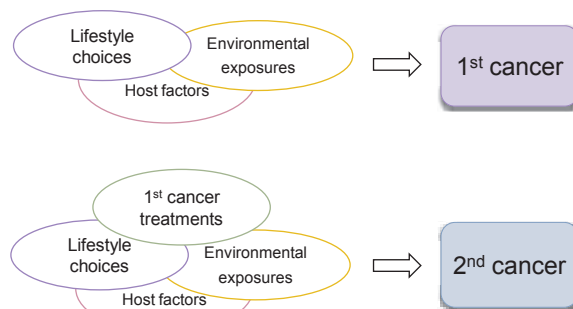 Lifestyle
choices
Environmental
exposures
Host factors
1st cancer
1st cancer
treatments
Lifestyle
choices
Environmental
exposures
Host factors
2nd cancer